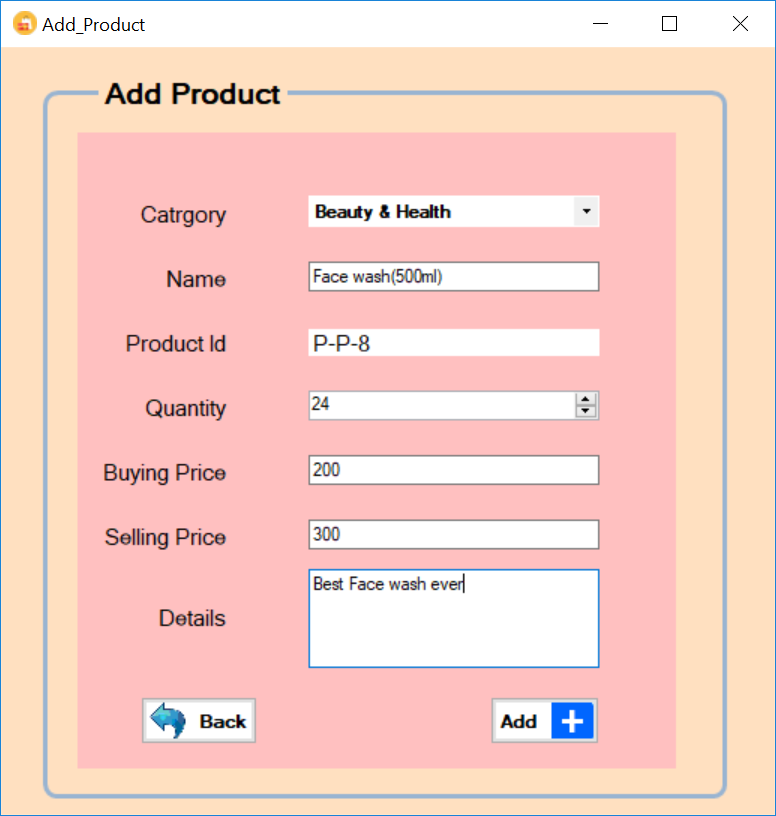 Add_Product
Add Product
Catrgory Beauty & Health
Name Face wash(500ml)
Product Id P-P-8
Quantity 24
Buying Price 200
Selling Price 300
Details Best Face wash ever
Back Add